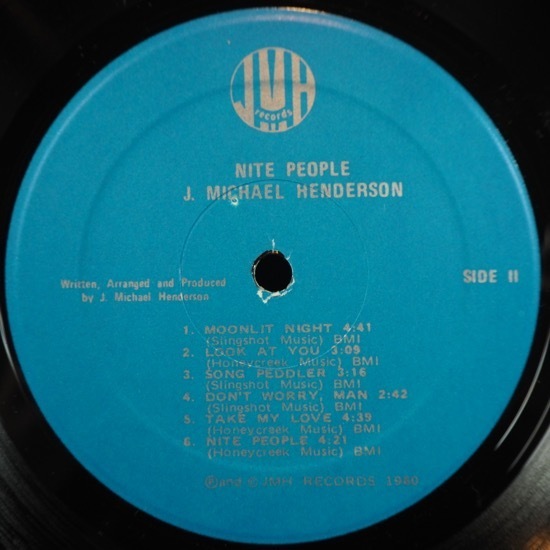 JMH
records
NITE PEOPLE
J. MICHAEL HENDERSON
Written, Arranged and Produced
by J. Michael Henderson
SIDE II
1. MOONLIT NIGHT 4:41
(Slingshot Music) BMI
2. LOOK AT YOU 3:09
(Honeycreek Music) BMI
3. SONG PEDDLER 3:16
(Slingshot Music) BMI
4. DON'T WORRY, MAN 2:42
(Slingshot Music) BMI
5. TAKE MY LOVE 4:39
(Honeycreek Music) BMI
6. NITE PEOPLE 4:21
(Honeycreek Music) BMI
℗and © JMH RECORDS 1980